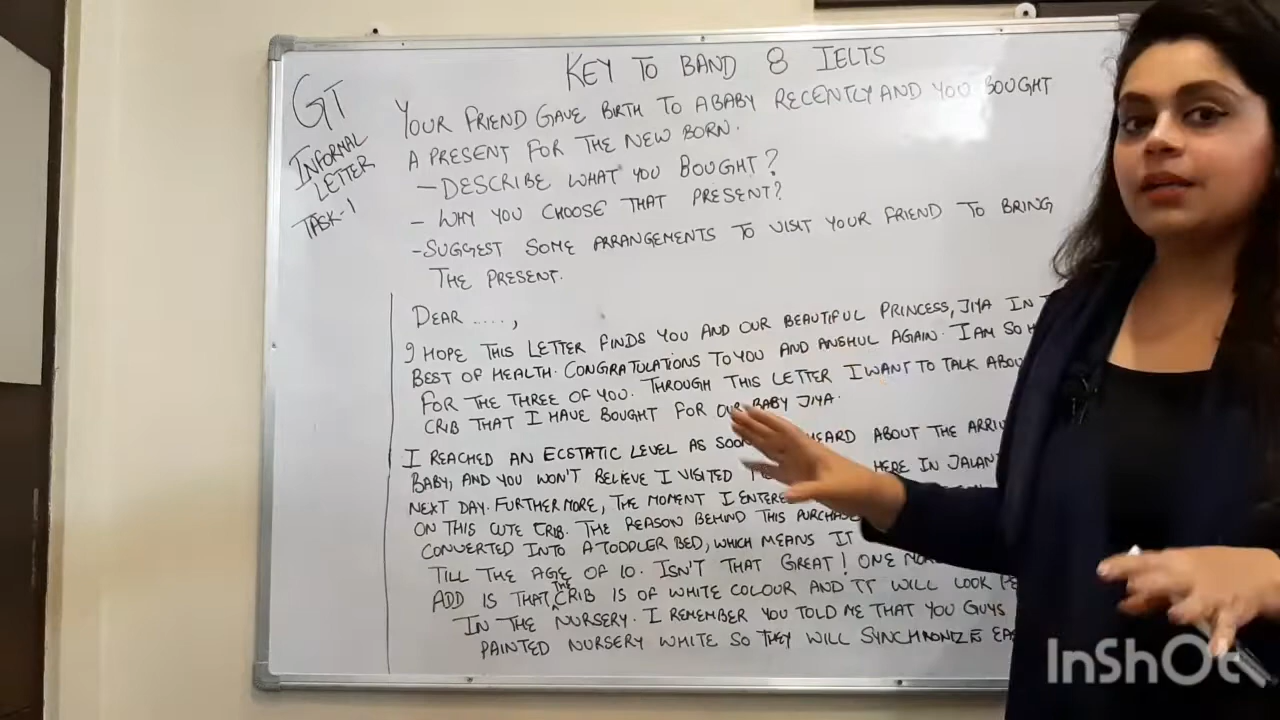 KEY TO BAND 8 IELTS
GT
INFORMAL
LETTER
TASK-1
YOUR FRIEND GAVE BIRTH TO A BABY RECENTLY AND YOU BOUGHT
A PRESENT FOR THE NEW BORN.
- DESCRIBE WHAT YOU BOUGHT?
- WHY YOU CHOOSE THAT PRESENT?
- SUGGEST SOME ARRANGEMENTS TO VISIT YOUR FRIEND TO BRING
THE PRESENT.
DEAR .....,
I HOPE THIS LETTER FINDS YOU AND OUR BEAUTIFUL PRINCESS, JIYA IN
BEST OF HEALTH. CONGRATULATIONS TO YOU AND ANSHUL AGAIN. I AM SO
FOR THE THREE OF YOU. THROUGH THIS LETTER I WANT TO TALK
CRIB THAT I HAVE BOUGHT FOR OUR BABY JIYA.
I REACHED AN ECSTATIC LEVEL AS SOON HEARD ABOUT THE
BABY, AND YOU WON'T BELIEVE I VISITED HERE IN
NEXT DAY. FURTHERMORE, THE MOMENT I
ON THIS CUTE CRIB. THE REASON BEHIND THIS
CONVERTED INTO A TODDLER BED, WHICH MEANS IT
TILL THE AGE OF 10. ISN'T THAT GREAT! ONE
ADD IS THAT THE CRIB IS OF WHITE COLOUR AND IT WILL LOOK
IN THE NURSERY. I REMEMBER YOU TOLD ME THAT YOU GUYS
PAINTED NURSERY WHITE SO THEY WILL SYNCHRONIZE
InShOt